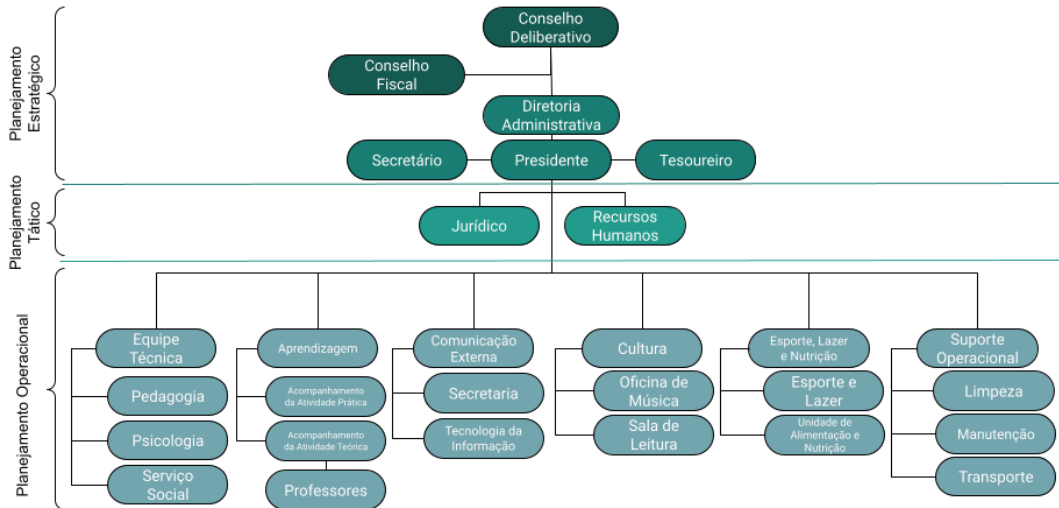 Planejamento
Estratégico
Conselho
Deliberativo
Conselho
Fiscal
Diretoria
Administrativa
Secretário
Presidente
Tesoureiro
Planejamento
Tático
Jurídico
Recursos
Humanos
Planejamento Operacional
Equipe
Técnica
Pedagogia
Psicologia
Serviço
Social
Aprendizagem
Acompanhamento
da Atividade Prática
Acompanhamento
da Atividade Teórica
Professores
Comunicação
Externa
Secretaria
Tecnologia da
Informação
Cultura
Oficina de
Música
Sala de
Leitura
Esporte, Lazer
e Nutrição
Esporte e
Lazer
Unidade de
Alimentação e
Nutrição
Suporte
Operacional
Limpeza
Manutenção
Transporte